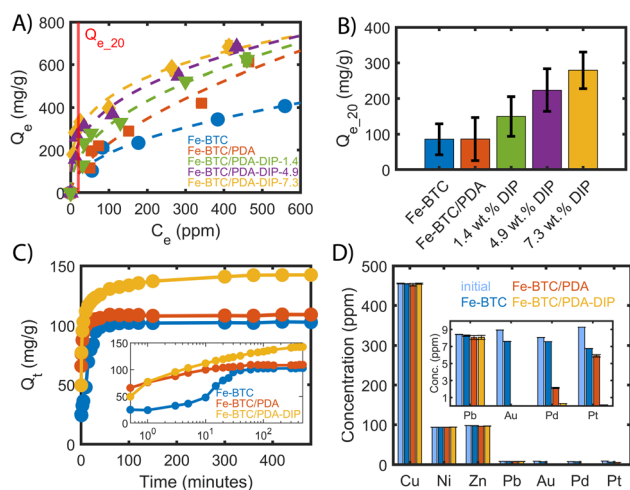 A)
Q_e_20
Q_e (mg/g)
800
600
400
200
0
0 100 200 300 400 500 600
C_e (ppm)
Fe-BTC
Fe-BTC/PDA
Fe-BTC/PDA-DIP-1.4
Fe-BTC/PDA-DIP-4.9
Fe-BTC/PDA-DIP-7.3
B)
Q_e_20 (mg/g)
400
300
200
100
0
Fe-BTC
Fe-BTC/PDA
1.4 wt.% DIP
4.9 wt.% DIP
7.3 wt.% DIP
C)
Q_t (mg/g)
150
100
50
0
0 100 200 300 400
Time (minutes)
150
100
50
0
10^0 10^1 10^2
Fe-BTC
Fe-BTC/PDA
Fe-BTC/PDA-DIP
D)
Concentration (ppm)
500
400
300
200
100
0
Cu Ni Zn Pb Au Pd Pt
initial Fe-BTC/PDA
Fe-BTC Fe-BTC/PDA-DIP
Conc. (ppm)
9
7
5
3
1
Pb Au Pd Pt